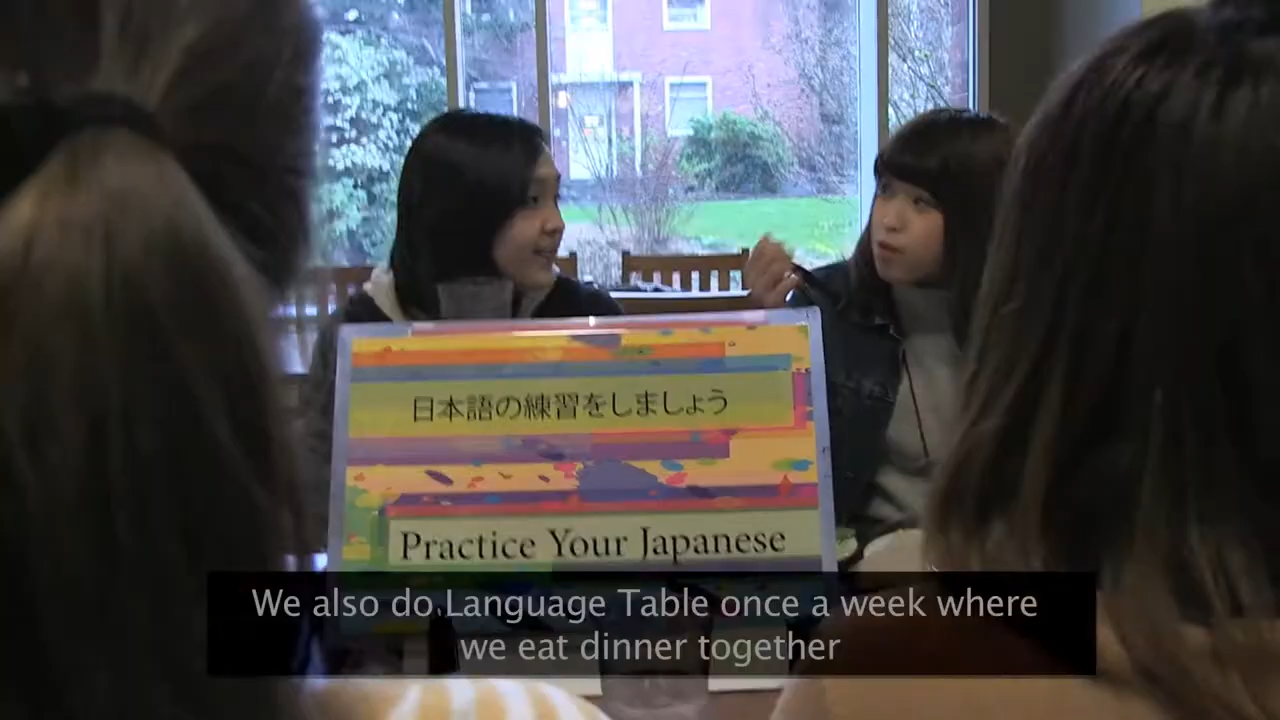 日本語の練習をしましょう
Practice Your Japanese
We also do Language Table once a week where
we eat dinner together